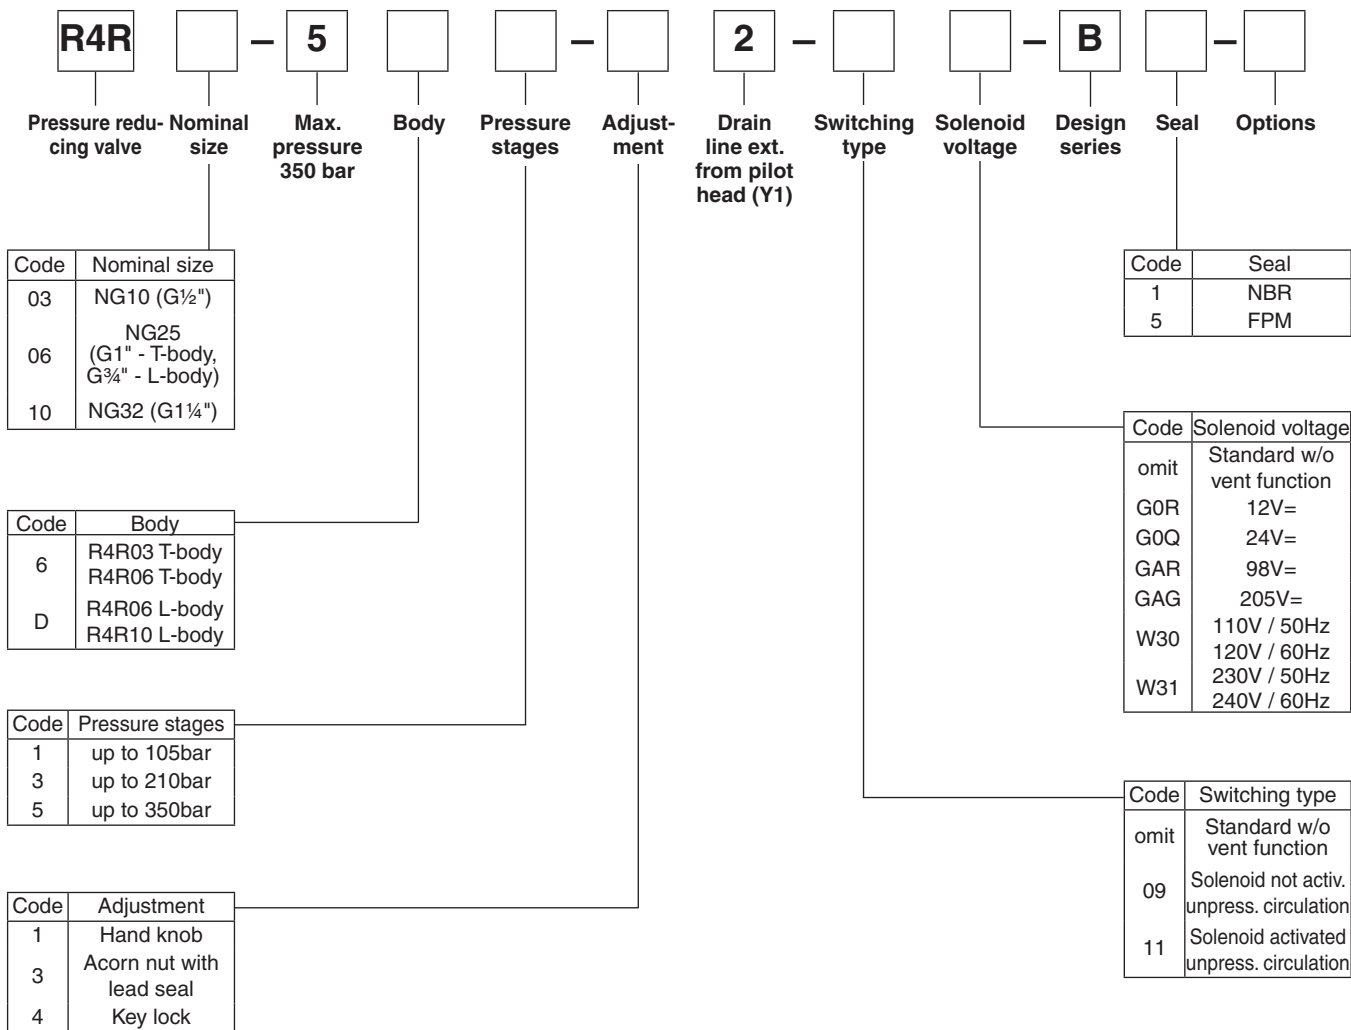 R4R – 5 – 2 – – B –
Pressure redu-
cing valve
Nominal
size
Max.
pressure
350 bar
Body
Pressure
stages
Adjust-
ment
Drain
line ext.
from pilot
head (Y1)
Switching
type
Solenoid
voltage
Design
series
Seal
Options
Code Nominal size
03 NG10 (G½")
06 NG25
(G1" - T-body,
G¾" - L-body)
10 NG32 (G1¼")
Code Body
6 R4R03 T-body
R4R06 T-body
D R4R06 L-body
R4R10 L-body
Code Pressure stages
1 up to 105bar
3 up to 210bar
5 up to 350bar
Code Adjustment
1 Hand knob
3 Acorn nut with
lead seal
4 Key lock
Code Seal
1 NBR
5 FPM
Code Solenoid voltage
omit Standard w/o
vent function
G0R 12V=
G0Q 24V=
GAR 98V=
GAG 205V=
W30 110V / 50Hz
120V / 60Hz
W31 230V / 50Hz
240V / 60Hz
Code Switching type
omit Standard w/o
vent function
09 Solenoid not activ.
unpress. circulation
11 Solenoid activated
unpress. circulation